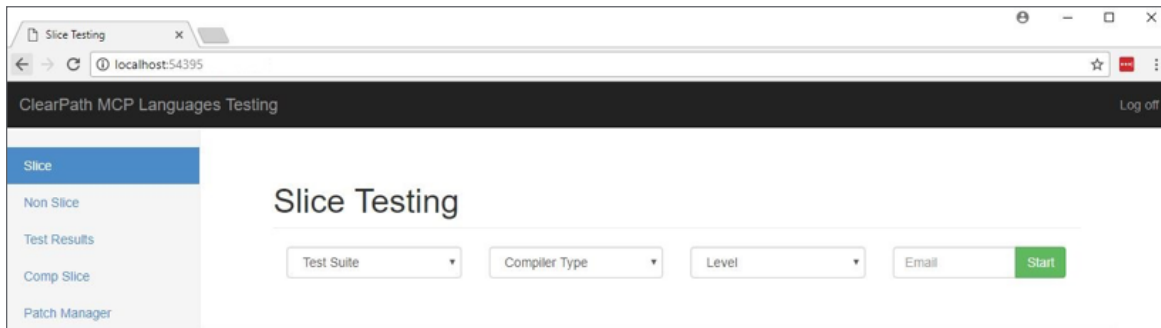 Slice Testing
localhost:54395
ClearPath MCP Languages Testing
Log off
Slice
Non Slice
Test Results
Comp Slice
Patch Manager
Slice Testing
Test Suite
Compiler Type
Level
Email
Start